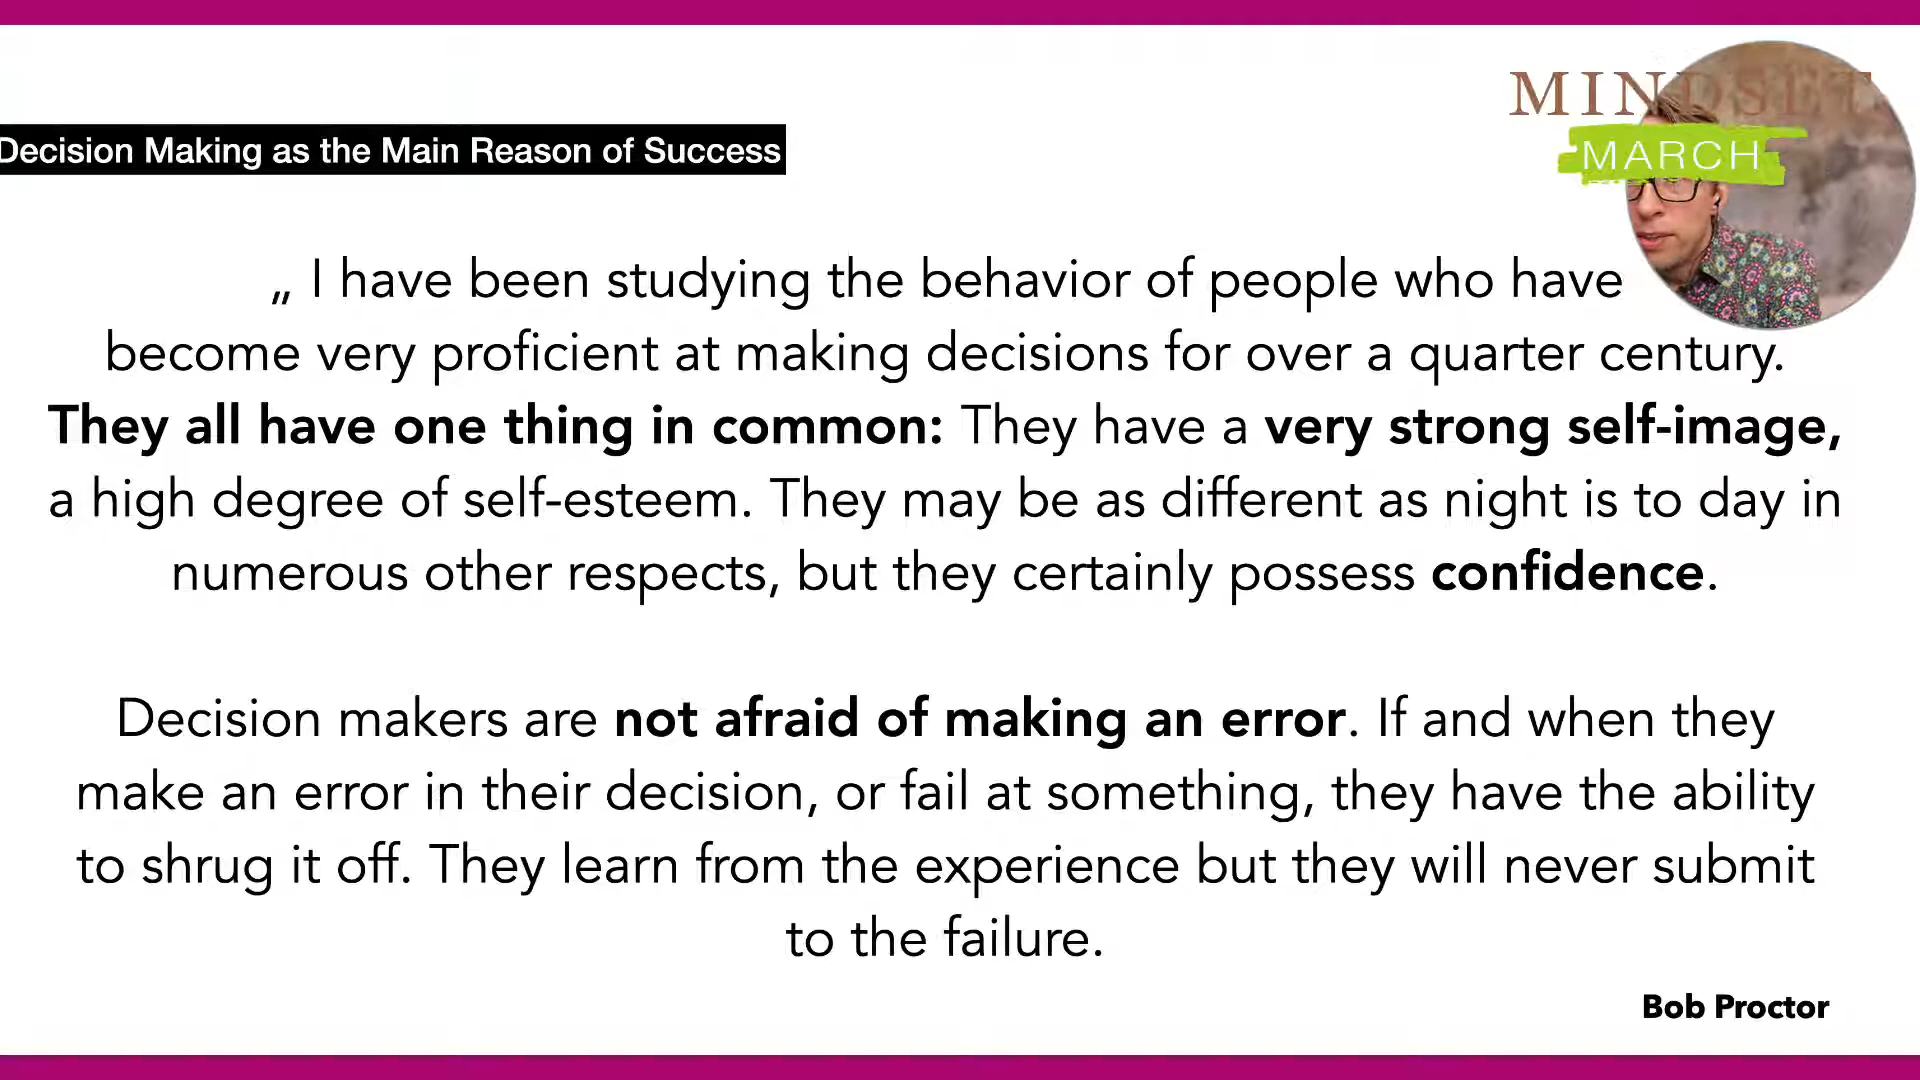 MINDSET
MARCH
Decision Making as the Main Reason of Success
„ I have been studying the behavior of people who have
become very proficient at making decisions for over a quarter century.
They all have one thing in common: They have a very strong self-image,
a high degree of self-esteem. They may be as different as night is to day in
numerous other respects, but they certainly possess confidence.
Decision makers are not afraid of making an error. If and when they
make an error in their decision, or fail at something, they have the ability
to shrug it off. They learn from the experience but they will never submit
to the failure.
Bob Proctor